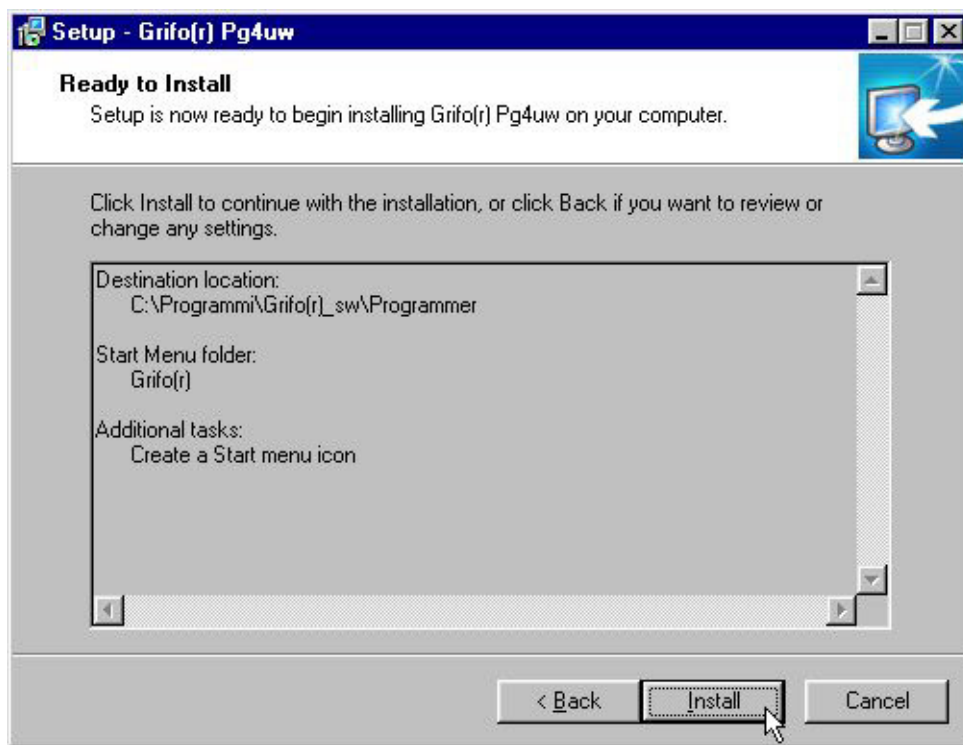 Setup - Grifo(r) Pg4uw
Ready to Install
Setup is now ready to begin installing Grifo(r) Pg4uw on your computer.
Click Install to continue with the installation, or click Back if you want to review or
change any settings.
Destination location:
C:\Programmi\Grifo(r)_sw\Programmer
Start Menu folder:
Grifo(r)
Additional tasks:
Create a Start menu icon
< Back
Install
Cancel